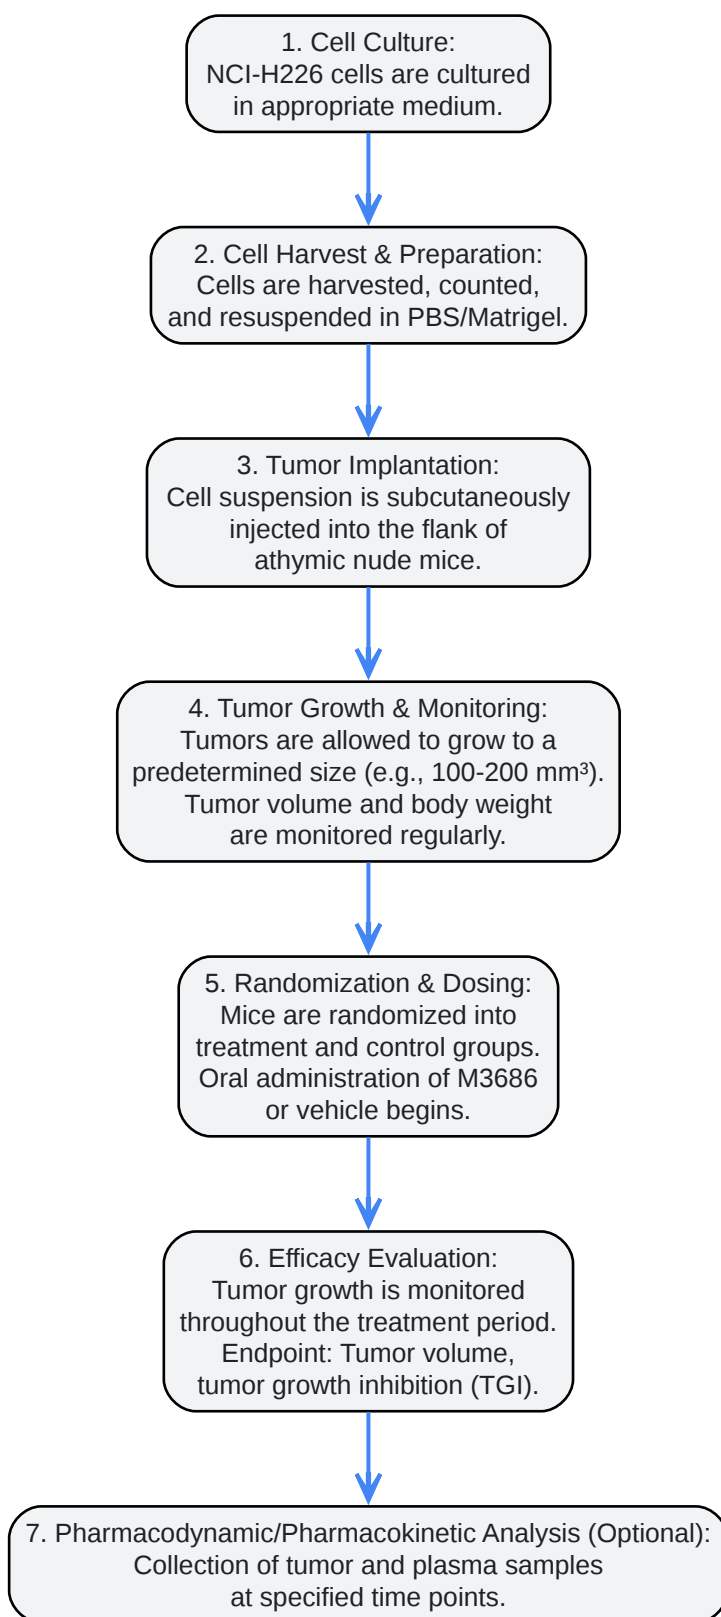 1. Cell Culture:
NCI-H226 cells are cultured
in appropriate medium.
2. Cell Harvest & Preparation:
Cells are harvested, counted,
and resuspended in PBS/Matrigel.
3. Tumor Implantation:
Cell suspension is subcutaneously
injected into the flank of
athymic nude mice.
4. Tumor Growth & Monitoring:
Tumors are allowed to grow to a
predetermined size (e.g., 100-200 mm³).
Tumor volume and body weight
are monitored regularly.
5. Randomization & Dosing:
Mice are randomized into
treatment and control groups.
Oral administration of M3686
or vehicle begins.
6. Efficacy Evaluation:
Tumor growth is monitored
throughout the treatment period.
Endpoint: Tumor volume,
tumor growth inhibition (TGI).
7. Pharmacodynamic/Pharmacokinetic Analysis (Optional):
Collection of tumor and plasma samples
at specified time points.